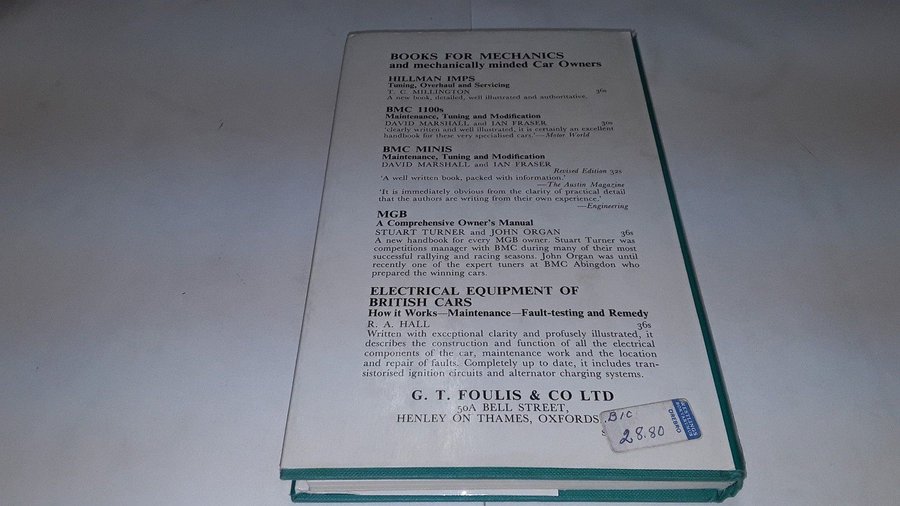 BOOKS FOR MECHANICS
and mechanically minded Car Owners
HILLMAN IMPS
Tuning, Overhaul and Servicing
T. C. MILLINGTON 36s
A new book, detailed, well illustrated and authoritative.
BMC 1100s
Maintenance, Tuning and Modification
DAVID MARSHALL and IAN FRASER 30s
'clearly written and well illustrated, it is certainly an excellent
handbook for these very specialised cars.'—Motor World
BMC MINIS
Maintenance, Tuning and Modification
DAVID MARSHALL and IAN FRASER
Revised Edition 32s
'A well written book, packed with information.'
—The Austin Magazine
'It is immediately obvious from the clarity of practical detail
that the authors are writing from their own experience.'
—Engineering
MGB
A Comprehensive Owner's Manual
STUART TURNER and JOHN ORGAN 36s
A new handbook for every MGB owner. Stuart Turner was
competitions manager with BMC during many of their most
successful rallying and racing seasons. John Organ was until
recently one of the expert tuners at BMC Abingdon who
prepared the winning cars.
ELECTRICAL EQUIPMENT OF
BRITISH CARS
How it Works—Maintenance—Fault-testing and Remedy
R. A. HALL 36s
Written with exceptional clarity and profusely illustrated, it
describes the construction and function of all the electrical
components of the car, maintenance work and the location
and repair of faults. Completely up to date, it includes tran-
sistorised ignition circuits and alternator charging systems.
G. T. FOULIS & CO LTD
50A BELL STREET,
HENLEY ON THAMES, OXFORDS
BIC
28.80
ÖREBRO